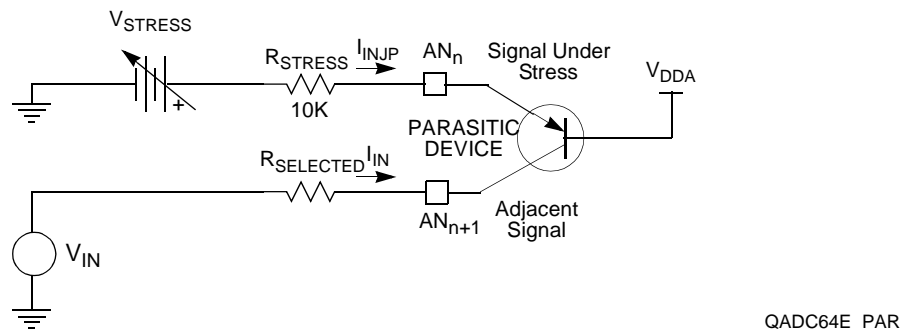 VSTRESS
RSTRESS
IINJP
ANn
Signal Under
Stress
VDDA
+
10K
PARASITIC
DEVICE
RSELECTED
IIN
ANn+1
Adjacent
Signal
VIN
QADC64E PAR